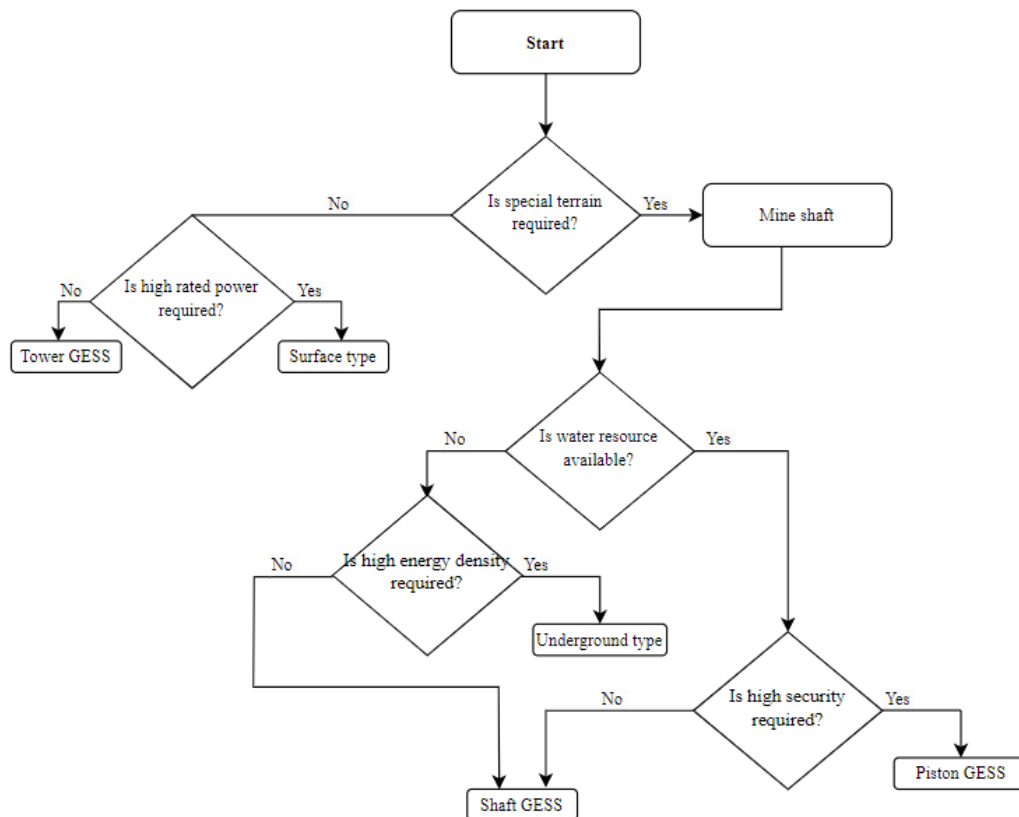 Start
Is special terrain
required?
No
Yes
Mine shaft
Is high rated power
required?
No
Yes
Tower GESS
Surface type
Is water resource
available?
No
Yes
Is high energy density
required?
No
Yes
Underground type
Is high security
required?
No
Yes
Piston GESS
Shaft GESS